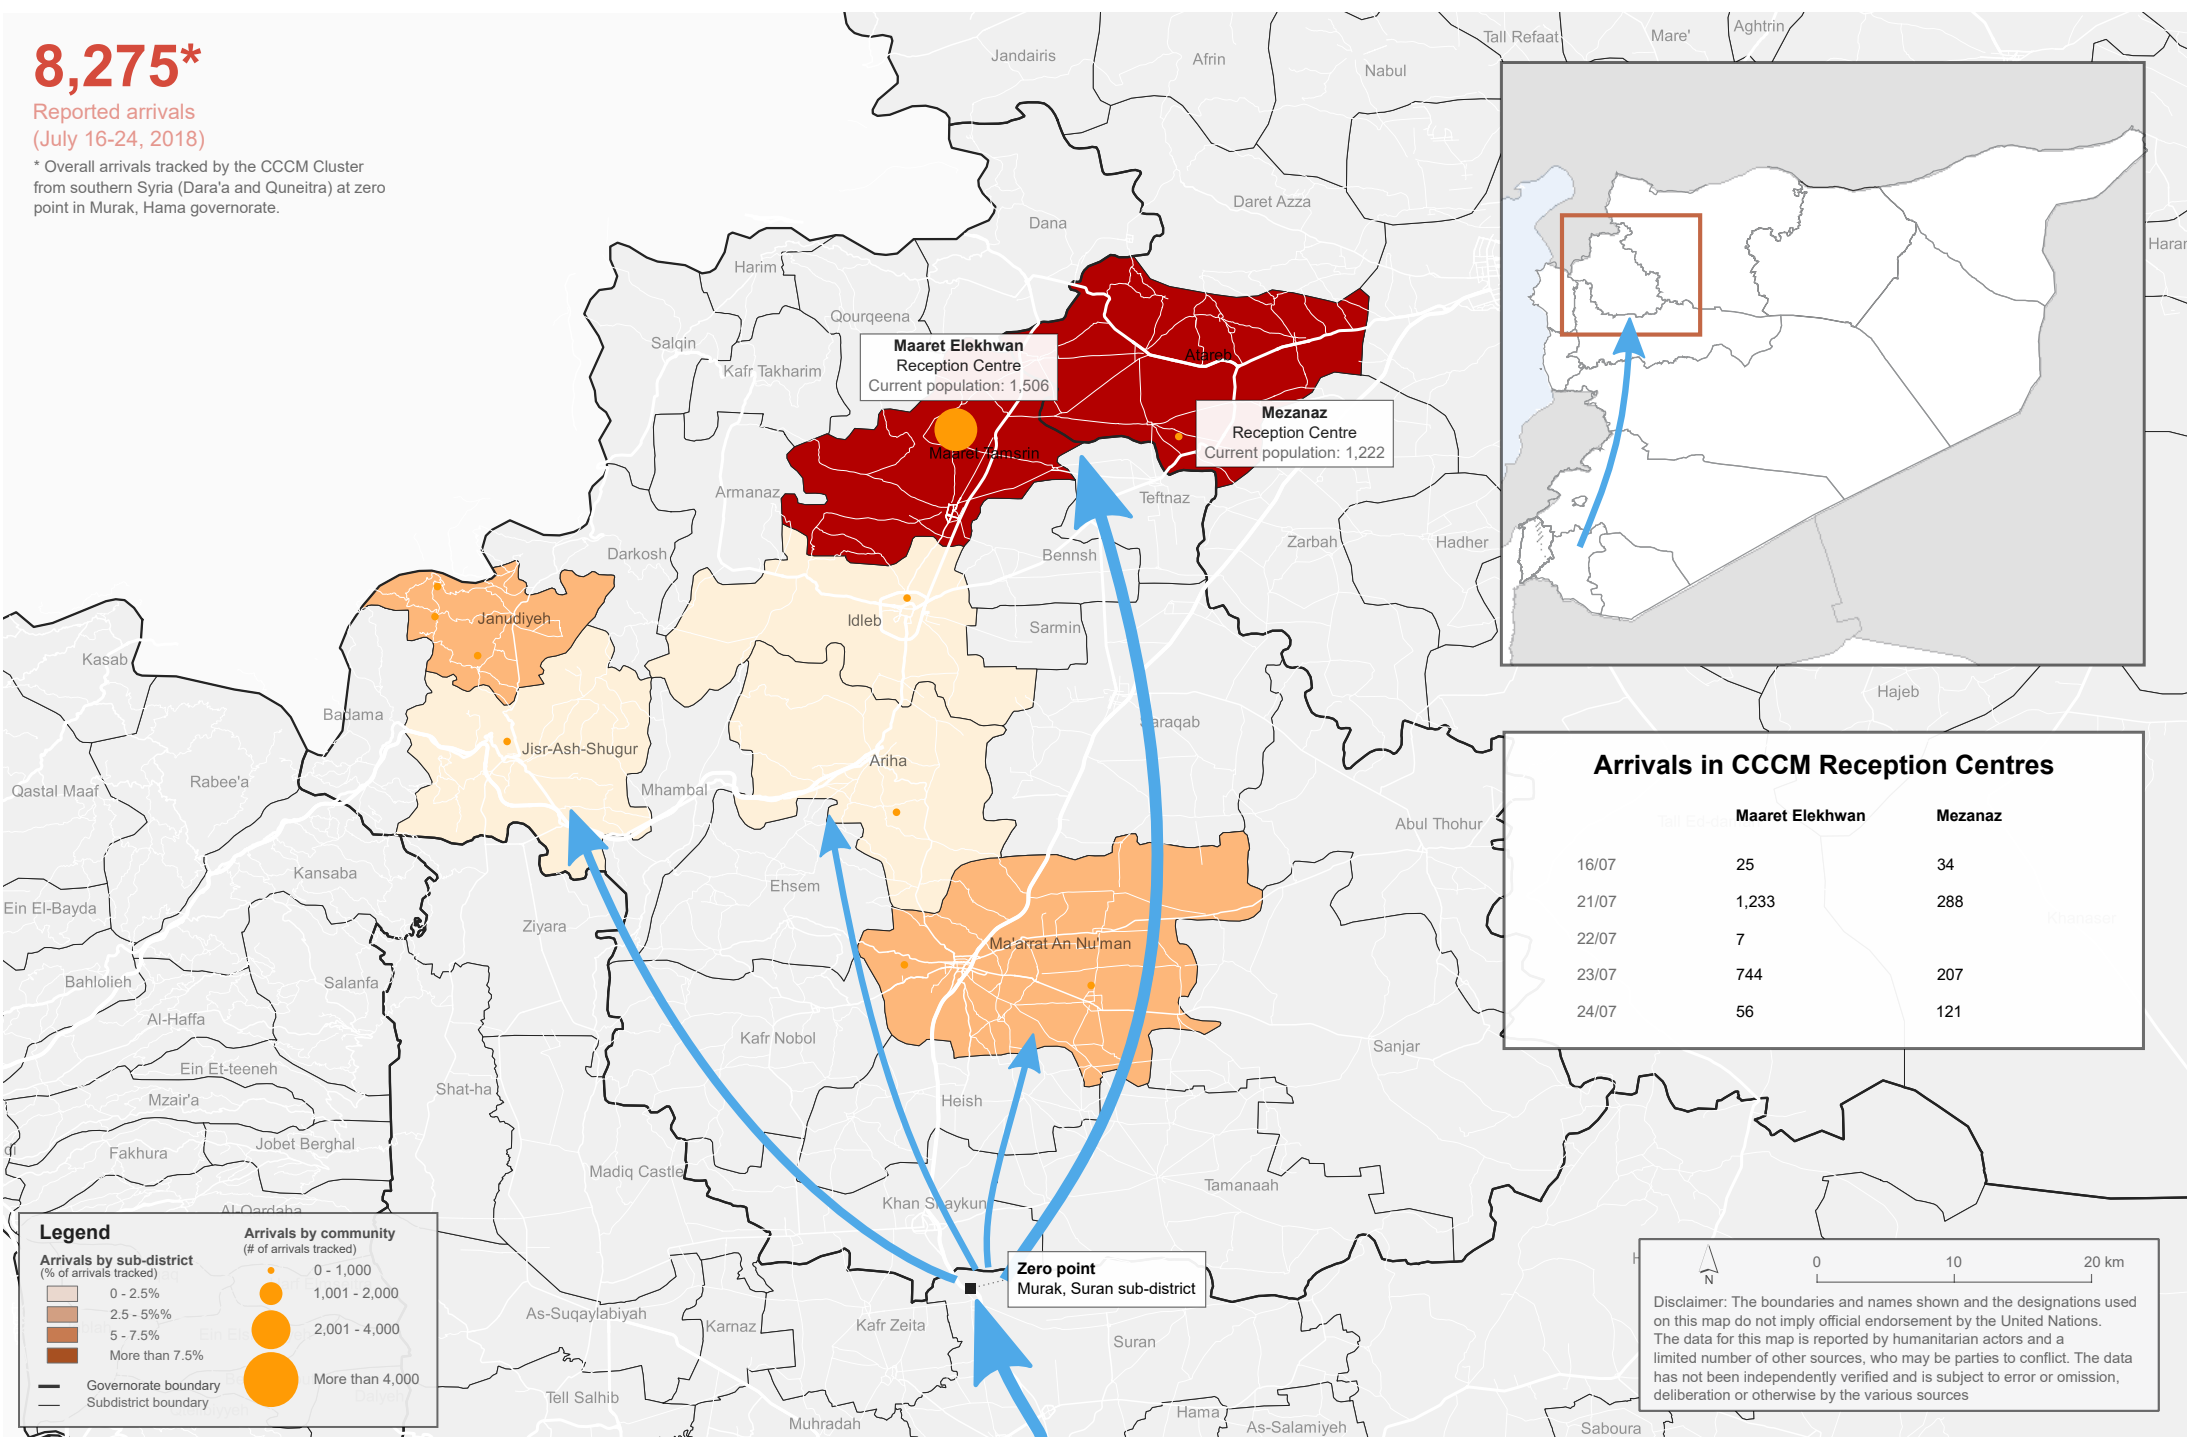 8,275*
Reported arrivals
(July 16-24, 2018)
* Overall arrivals tracked by the CCCM Cluster
from southern Syria (Dara'a and Quneitra) at zero
point in Murak, Hama governorate.
Jandairis
Afrin
Nabul
Tall Refaat
Mare'
Aghtrin
Daret Azza
Dana
Harim
Qourqeena
Salqin
Kafr Takharim
Maaret Elekhwan
Reception Centre
Current population: 1,506
Atareb
Mezanaz
Reception Centre
Current population: 1,222
Maaret Tamsrin
Armanaz
Teftnaz
Darkosh
Bennsh
Zarbah
Hadher
Janudiyeh
Idleb
Sarmin
Kasab
Badama
Jisr-Ash-Shugur
Saraqab
Hajeb
Ariha
Mhambal
Rabee'a
Qastal Maaf
Abul Thohur
Kansaba
Ehsem
Ein El-Bayda
Ziyara
Ma'arrat An Nu'man
Bahlolieh
Salanfa
Al-Haffa
Kafr Nobol
Sanjar
Ein Et-teeneh
Shat-ha
Mzair'a
Heish
Fakhura
Jobet Berghal
Madiq Castle
Tamanaah
Khan Shaykun
Al-Qardaha
Arrivals in CCCM Reception Centres
Maaret Elekhwan Mezanaz
16/07 25 34
21/07 1,233 288
22/07 7
23/07 744 207
24/07 56 121
Khanaser
Zero point
Murak, Suran sub-district
As-Suqaylabiyah
Karnaz
Kafr Zeita
Suran
Tell Salhib
Muhradah
Hama
As-Salamiyeh
Saboura
Legend
Arrivals by sub-district
(% of arrivals tracked)
0 - 2.5%
2.5 - 5%%
5 - 7.5%
More than 7.5%
Governorate boundary
Subdistrict boundary
Arrivals by community
(# of arrivals tracked)
0 - 1,000
1,001 - 2,000
2,001 - 4,000
More than 4,000
N
0 10 20 km
Disclaimer: The boundaries and names shown and the designations used
on this map do not imply official endorsement by the United Nations.
The data for this map is reported by humanitarian actors and a
limited number of other sources, who may be parties to conflict. The data
has not been independently verified and is subject to error or omission,
deliberation or otherwise by the various sources